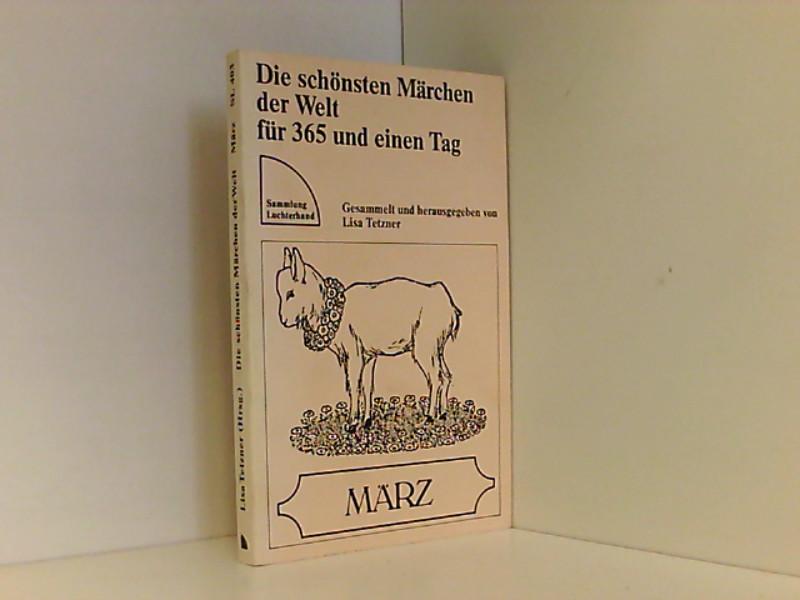 Die schönsten Märchen
der Welt
für 365 und einen Tag
Sammlung
Luchterhand
Gesammelt und herausgegeben von
Lisa Tetzner
MÄRZ
Lisa Tetzner (Hrsg.) Die schönsten Märchen der Welt März SL 403